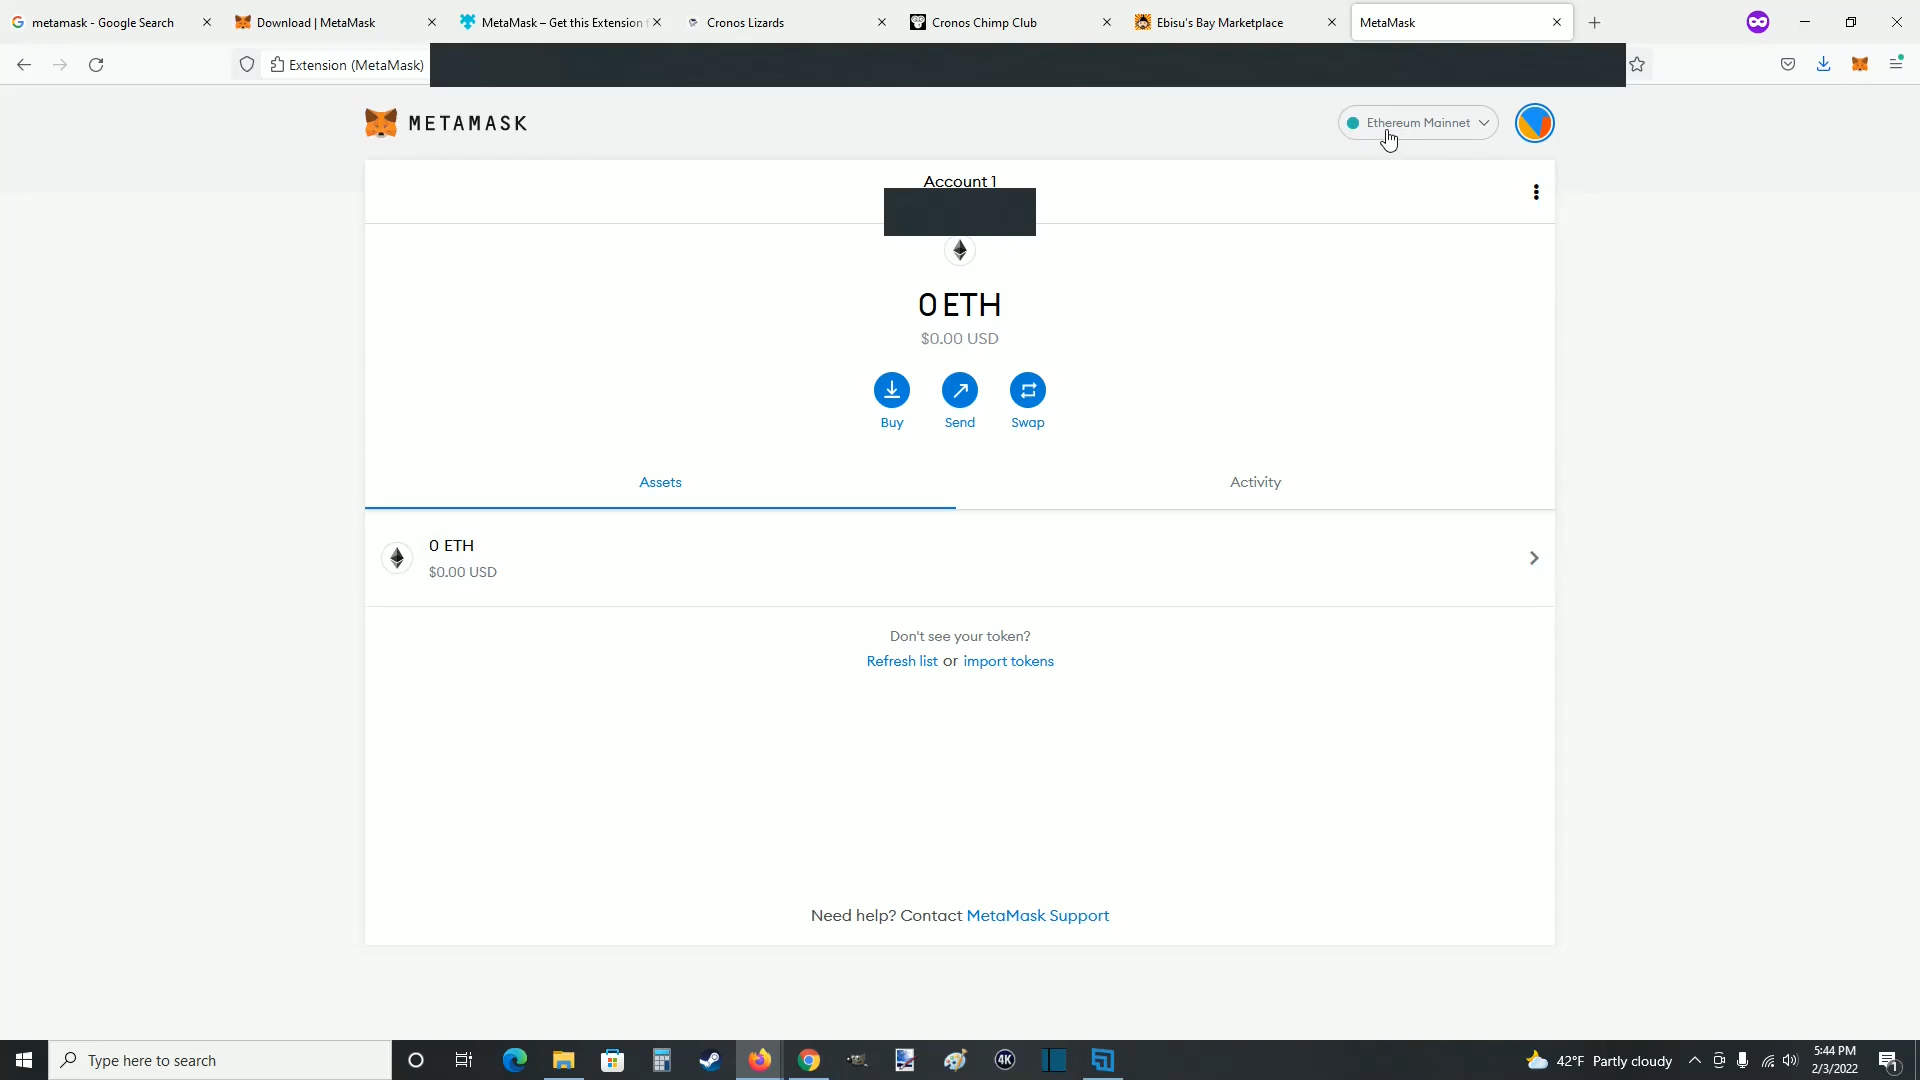 metamask - Google Search
Download | MetaMask
MetaMask – Get this Extension f
Cronos Lizards
Cronos Chimp Club
Ebisu's Bay Marketplace
MetaMask
Extension (MetaMask)
METAMASK
Ethereum Mainnet
Account 1
0 ETH
$0.00 USD
Buy
Send
Swap
Assets
Activity
0 ETH
$0.00 USD
Don't see your token?
Refresh list or import tokens
Need help? Contact MetaMask Support
Type here to search
4K
42°F Partly cloudy
5:44 PM
2/3/2022
1